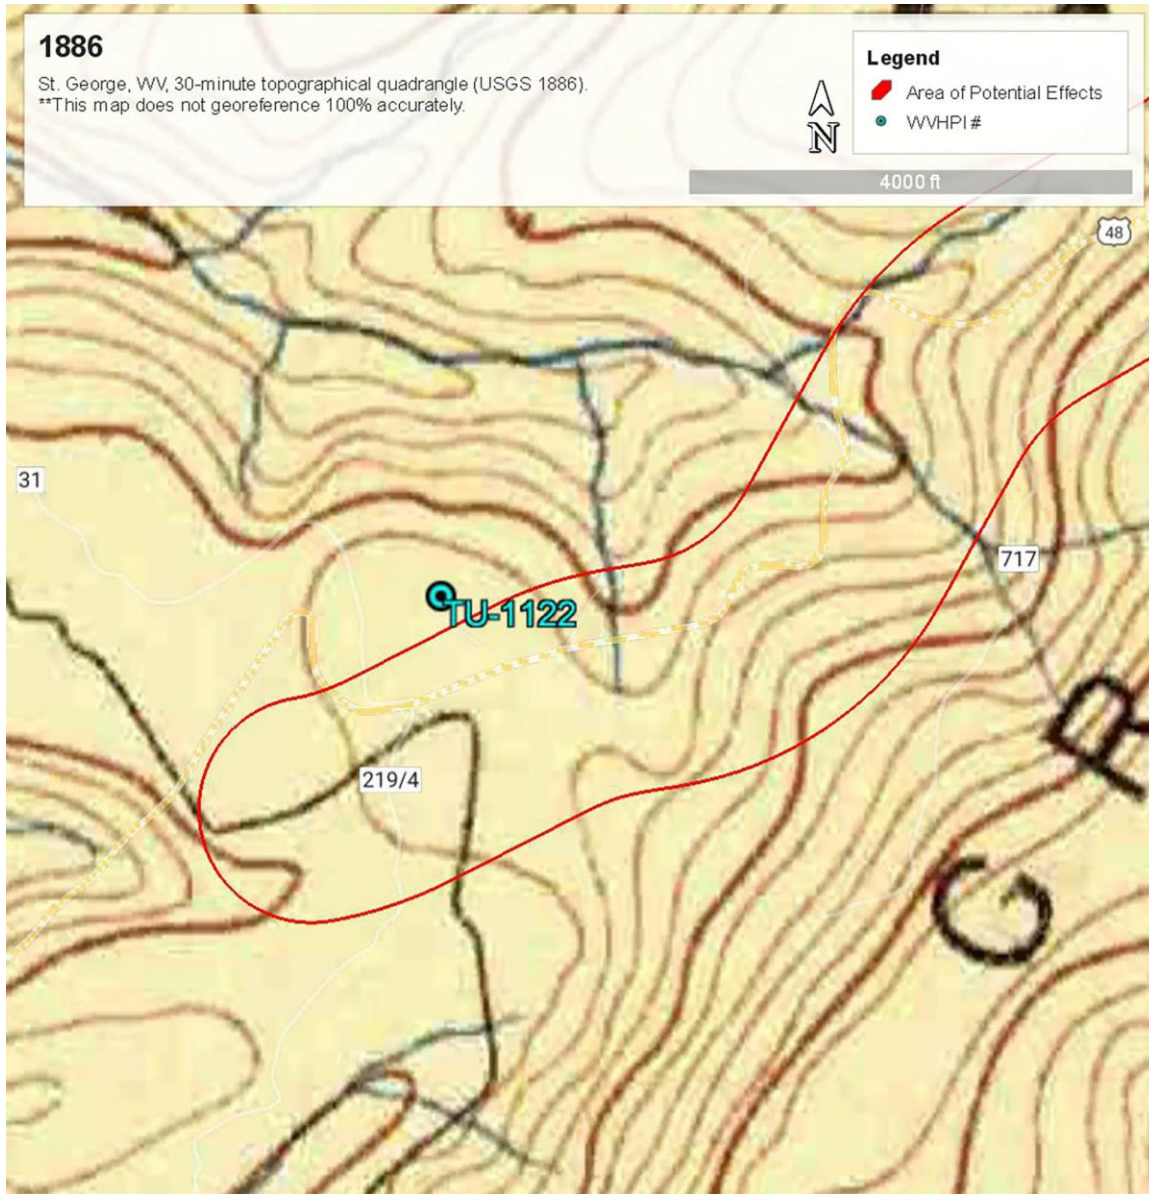 1886
St. George, WV, 30-minute topographical quadrangle (USGS 1886).
**This map does not georeference 100% accurately.
Legend
Area of Potential Effects
WVHPI #
N
4000 ft
48
31
717
TU-1122
R
219/4
G